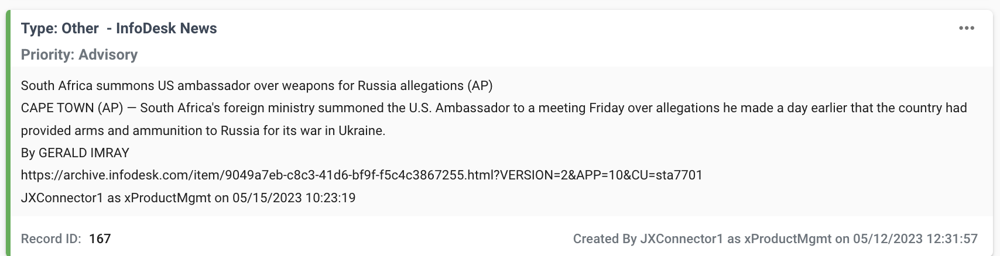 Type: Other  - InfoDesk News
Priority: Advisory
South Africa summons US ambassador over weapons for Russia allegations (AP)
CAPE TOWN (AP) — South Africa's foreign ministry summoned the U.S. Ambassador to a meeting Friday over allegations he made a day earlier that the country had
provided arms and ammunition to Russia for its war in Ukraine.
By GERALD IMRAY
https://archive.infodesk.com/item/9049a7eb-c8c3-41d6-bf9f-f5c4c3867255.html?VERSION=2&APP=10&CU=sta7701
JXConnector1 as xProductMgmt on 05/15/2023 10:23:19
Record ID: 167
Created By JXConnector1 as xProductMgmt on 05/12/2023 12:31:57